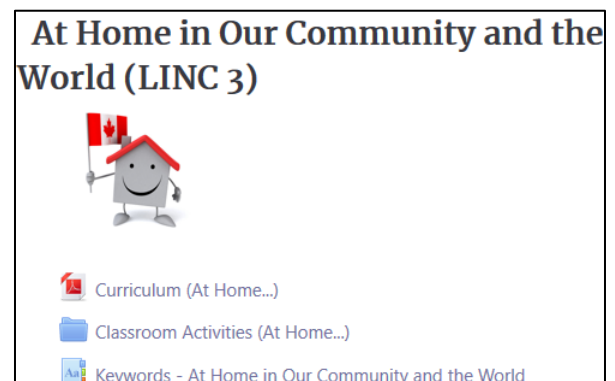 At Home in Our Community and the
World (LINC 3)
Curriculum (At Home...)
Classroom Activities (At Home...)
Aa
Keywords - At Home in Our Community and the World